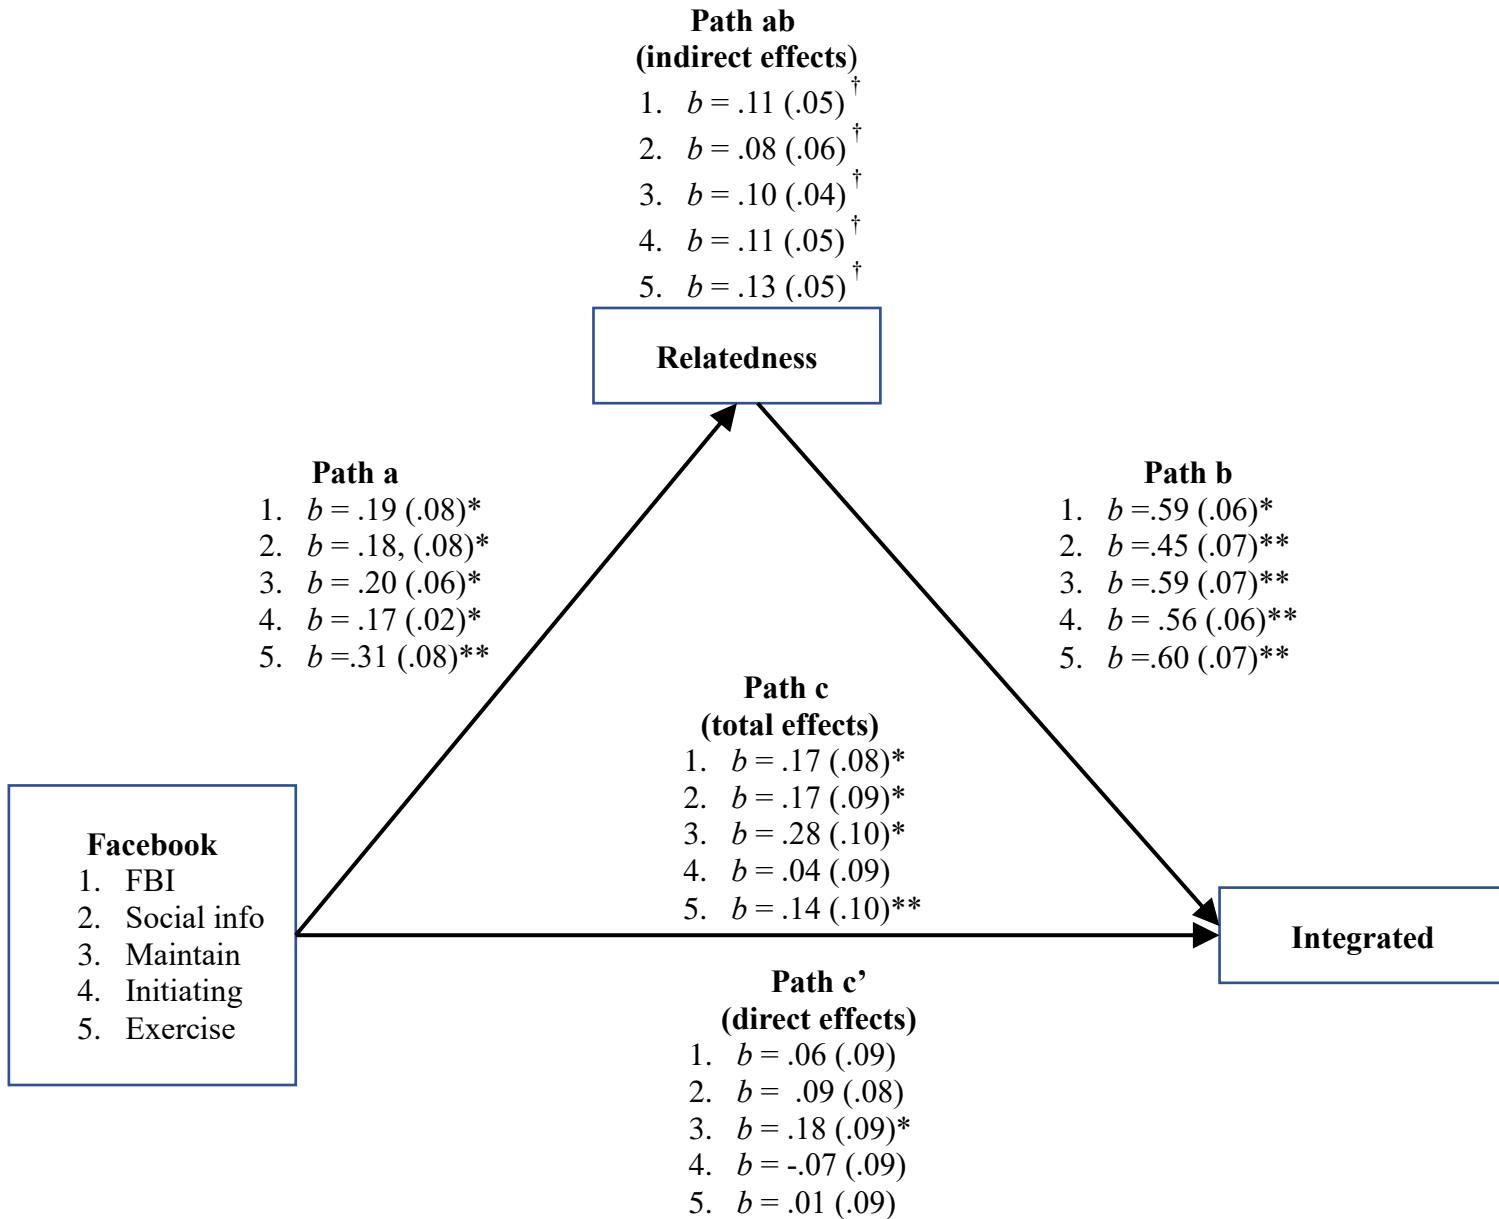 Path ab
(indirect effects)
1. b = .11 (.05) †
2. b = .08 (.06) †
3. b = .10 (.04) †
4. b = .11 (.05) †
5. b = .13 (.05) †
Relatedness
Path a
1. b = .19 (.08)*
2. b = .18, (.08)*
3. b = .20 (.06)*
4. b = .17 (.02)*
5. b =.31 (.08)**
Path b
1. b =.59 (.06)*
2. b =.45 (.07)**
3. b =.59 (.07)**
4. b = .56 (.06)**
5. b =.60 (.07)**
Path c
(total effects)
1. b = .17 (.08)*
2. b = .17 (.09)*
3. b = .28 (.10)*
4. b = .04 (.09)
5. b = .14 (.10)**
Facebook
1. FBI
2. Social info
3. Maintain
4. Initiating
5. Exercise
Integrated
Path c’
(direct effects)
1. b = .06 (.09)
2. b = .09 (.08)
3. b = .18 (.09)*
4. b = -.07 (.09)
5. b = .01 (.09)